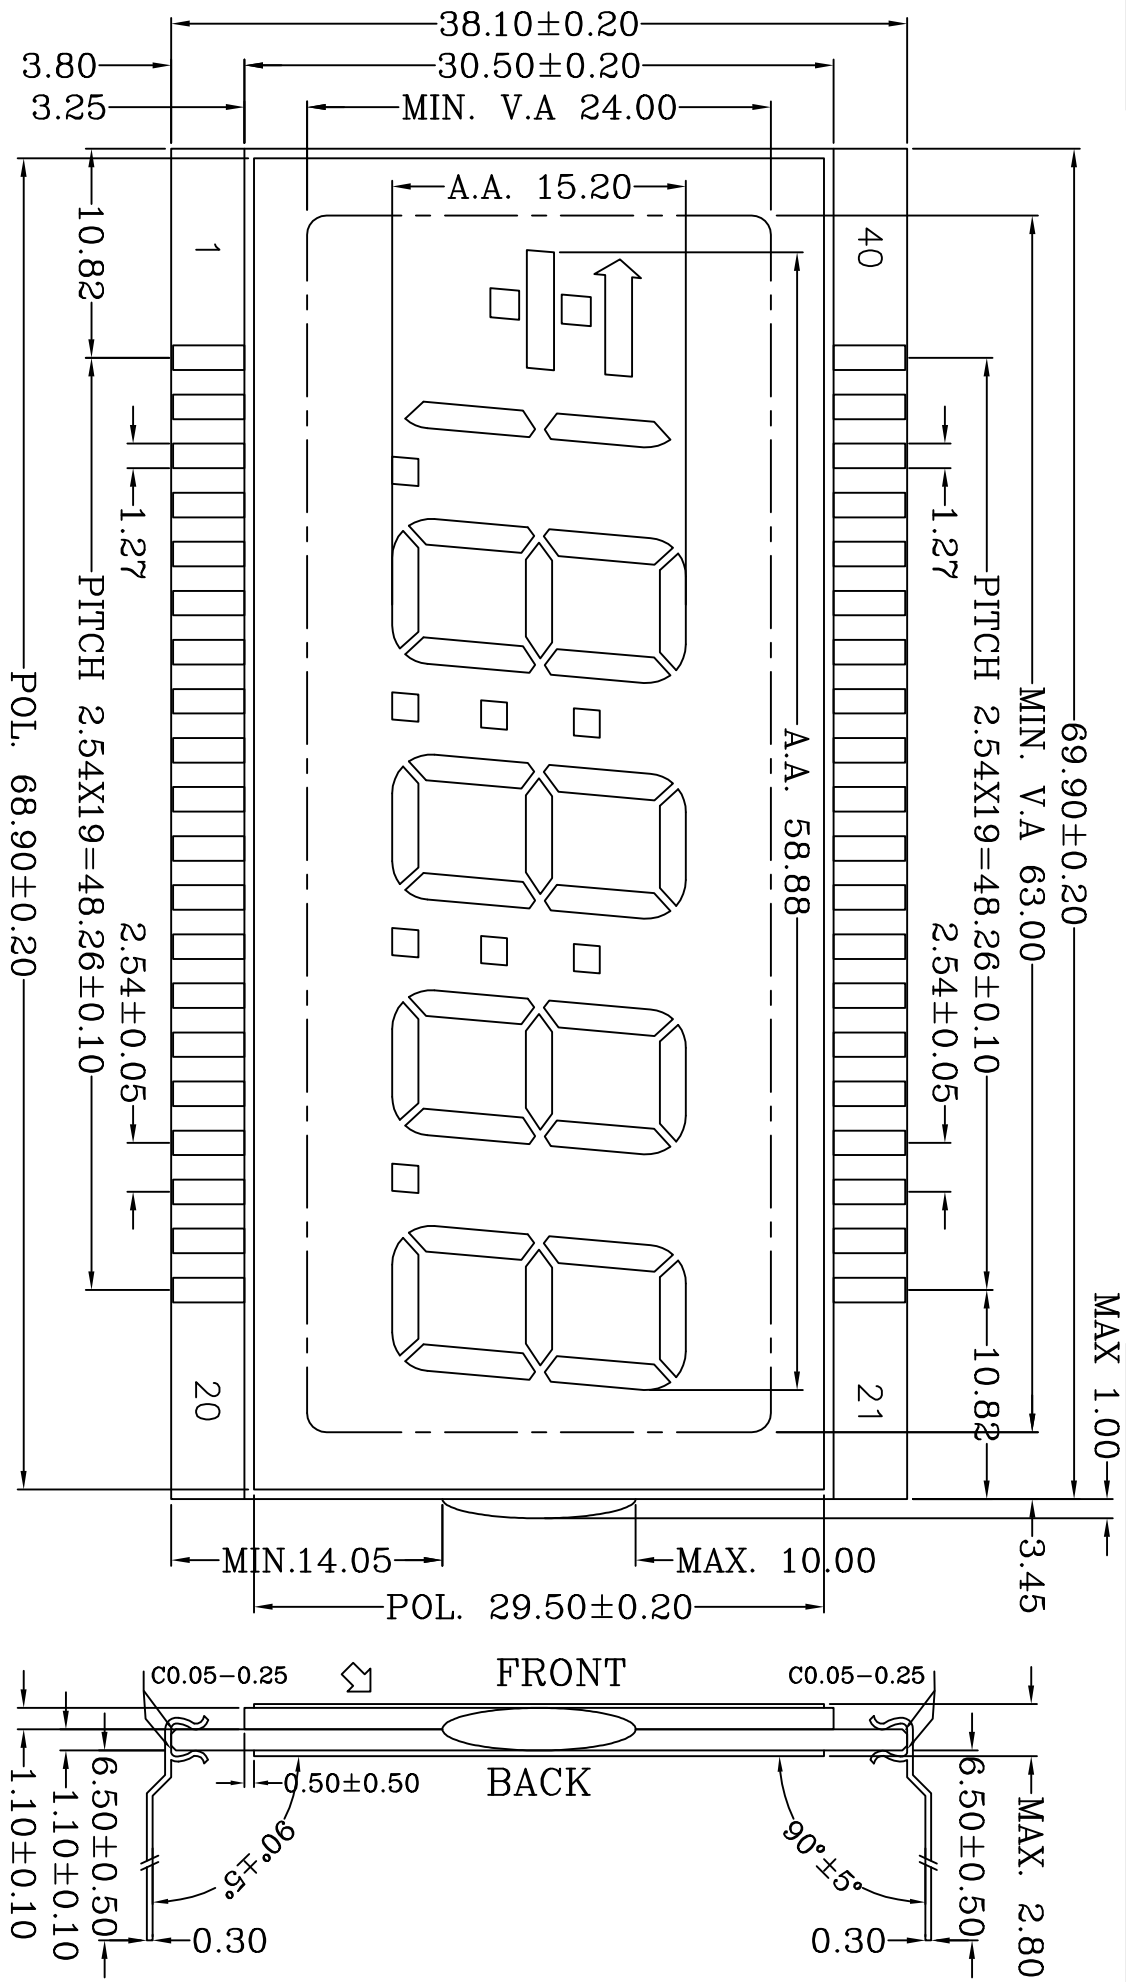 38.10±0.20
3.80
30.50±0.20
3.25
MIN. V.A 24.00
A.A. 15.20
10.82
1
40
1.27
1.27
PITCH 2.54X19=48.26±0.10
PITCH 2.54X19=48.26±0.10
MIN. V.A 63.00
69.90±0.20
POL. 68.90±0.20
A.A. 58.88
2.54±0.05
2.54±0.05
MAX 1.00
10.82
20
21
3.45
MIN.14.05
MAX. 10.00
POL. 29.50±0.20
C0.05-0.25
FRONT
C0.05-0.25
0.50±0.50
BACK
6.50±0.50
1.10±0.10
1.10±0.10
90°±5°
90°±5°
6.50±0.50
MAX. 2.80
0.30
0.30